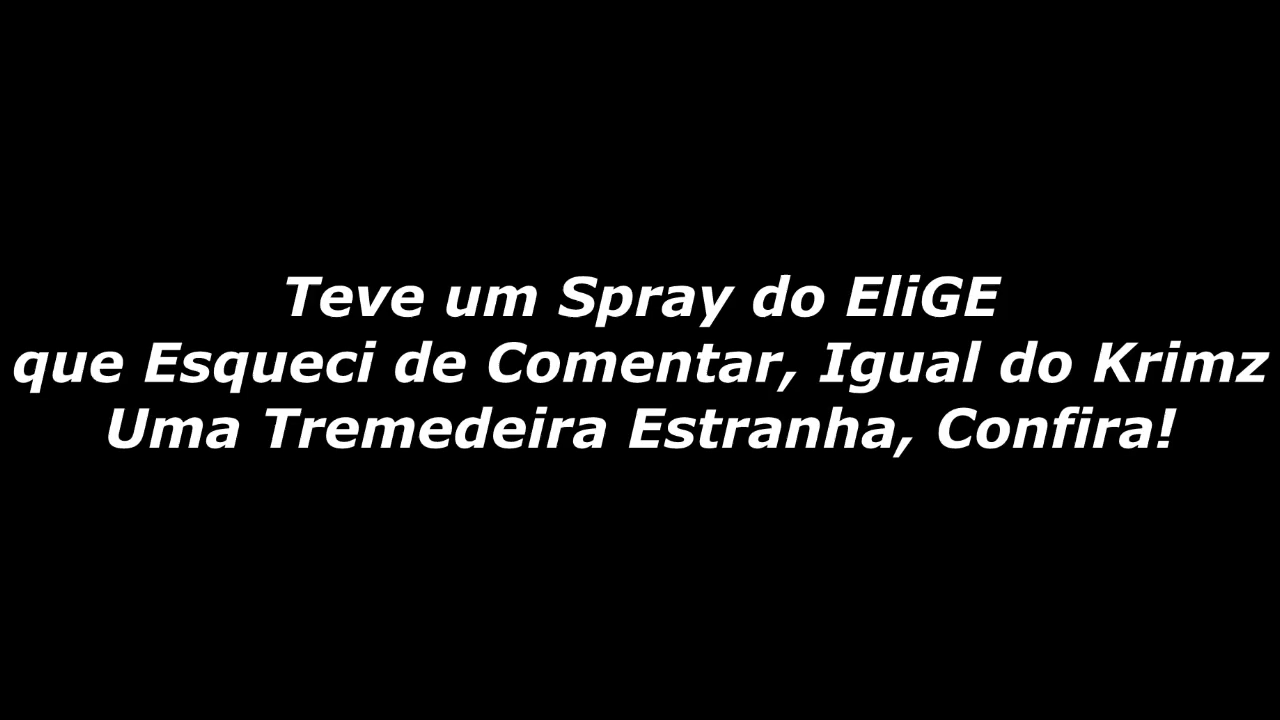 Teve um Spray do EliGE
que Esqueci de Comentar, Igual do Krimz
Uma Tremedeira Estranha, Confira!